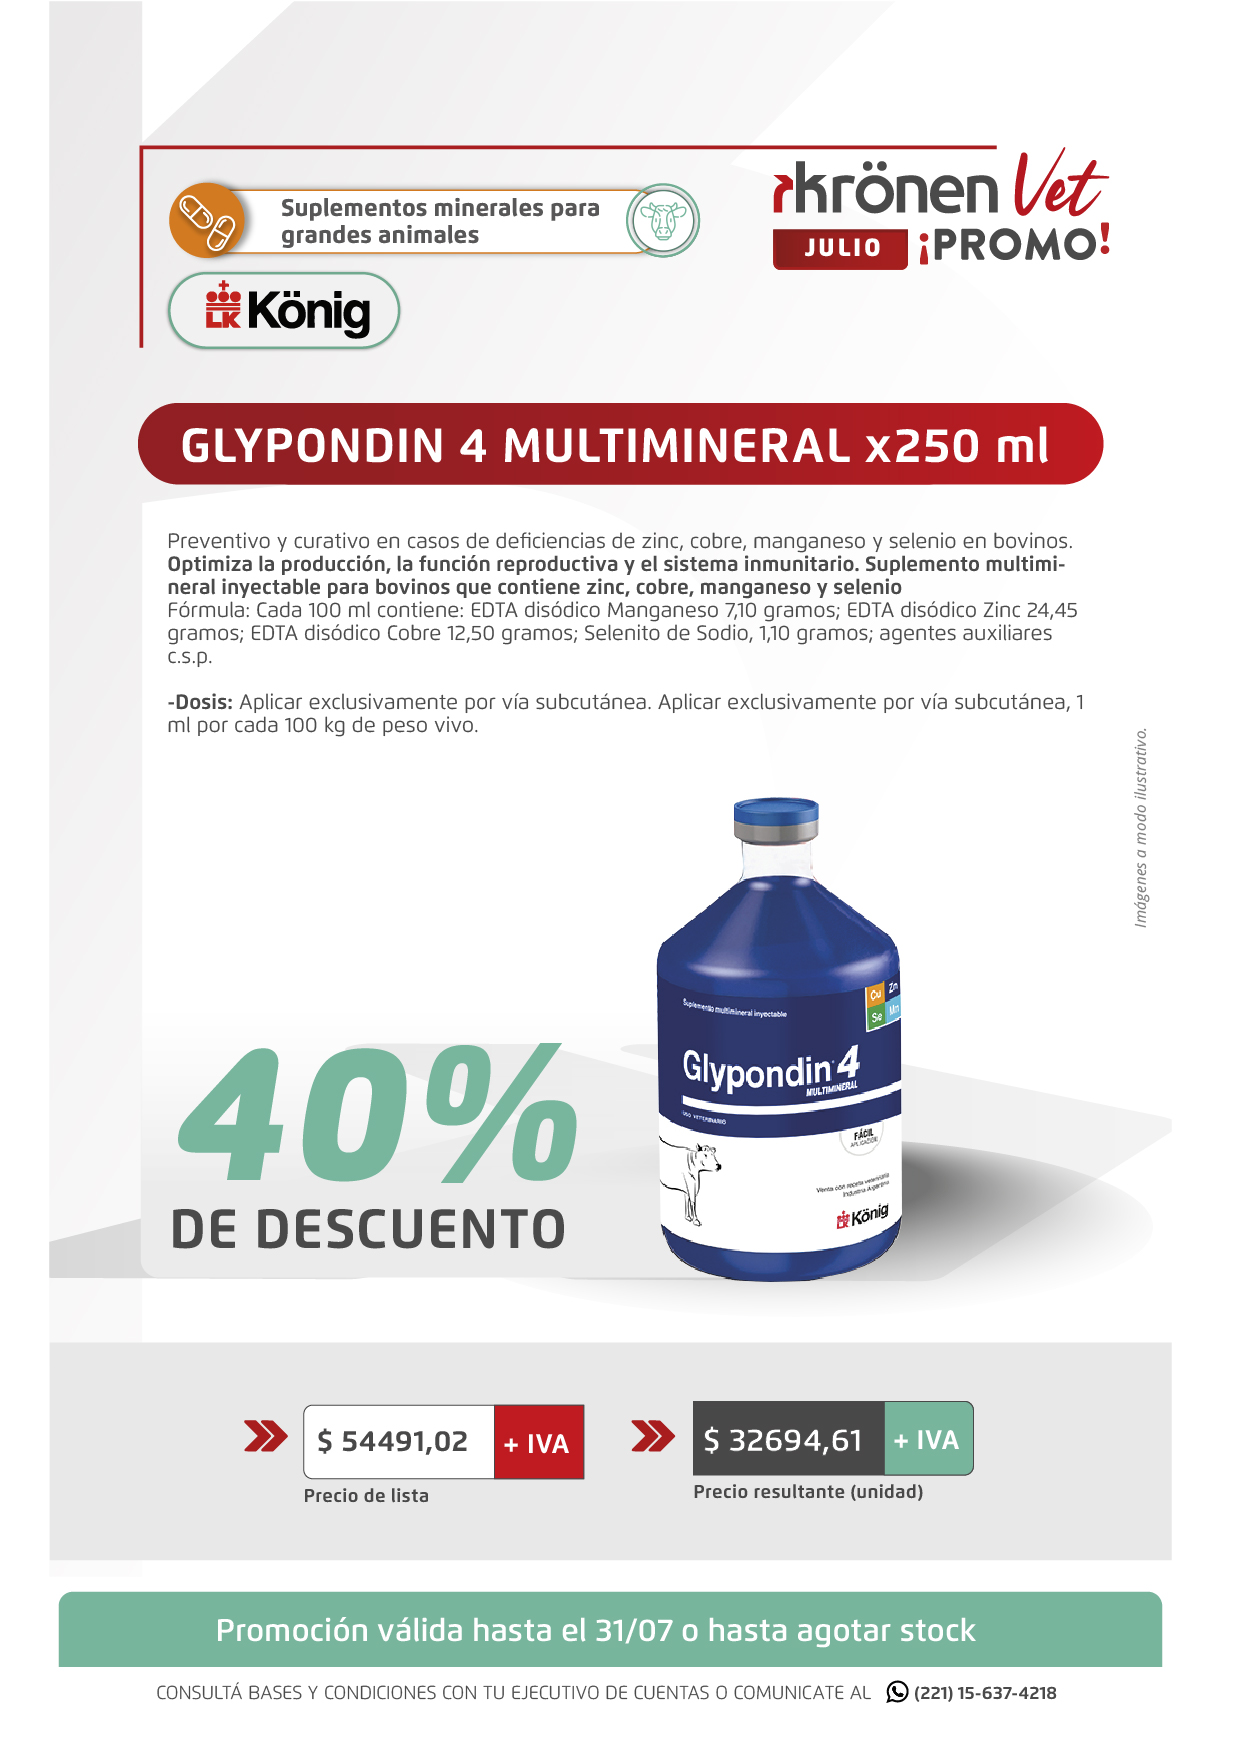 Suplementos minerales para
grandes animales
krönen Vet
JULIO ¡PROMO!
LK König
GLYPONDIN 4 MULTIMINERAL x250 ml
Preventivo y curativo en casos de deficiencias de zinc, cobre, manganeso y selenio en bovinos.
Optimiza la producción, la función reproductiva y el sistema inmunitario. Suplemento multimi-
neral inyectable para bovinos que contiene zinc, cobre, manganeso y selenio
Fórmula: Cada 100 ml contiene: EDTA disódico Manganeso 7,10 gramos; EDTA disódico Zinc 24,45
gramos; EDTA disódico Cobre 12,50 gramos; Selenito de Sodio, 1,10 gramos; agentes auxiliares
c.s.p.
-Dosis: Aplicar exclusivamente por vía subcutánea. Aplicar exclusivamente por vía subcutánea, 1
ml por cada 100 kg de peso vivo.
Imágenes a modo ilustrativo.
Cu Zn
Se Mn
Suplemento multimineral inyectable
Glypondin 4
MULTIMINERAL
USO VETERINARIO
FÁCIL
APLICACIÓN
Venta con receta veterinaria
Industria Argentina
LK König
40%
DE DESCUENTO
$ 54491,02 + IVA
Precio de lista
$ 32694,61 + IVA
Precio resultante (unidad)
Promoción válida hasta el 31/07 o hasta agotar stock
CONSULTÁ BASES Y CONDICIONES CON TU EJECUTIVO DE CUENTAS O COMUNICATE AL (221) 15-637-4218